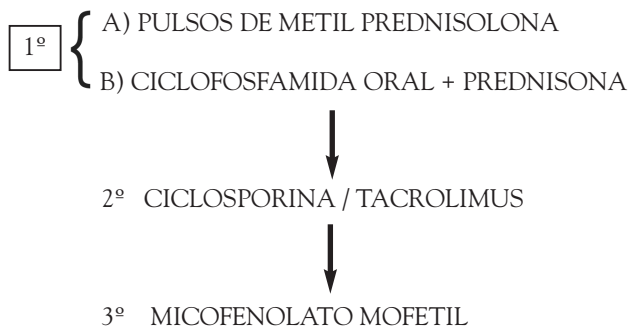 A) PULSOS DE METIL PREDNISOLONA
1º
B) CICLOFOSFAMIDA ORAL + PREDNISONA
2º CICLOSPORINA / TACROLIMUS
3º MICOFENOLATO MOFETIL